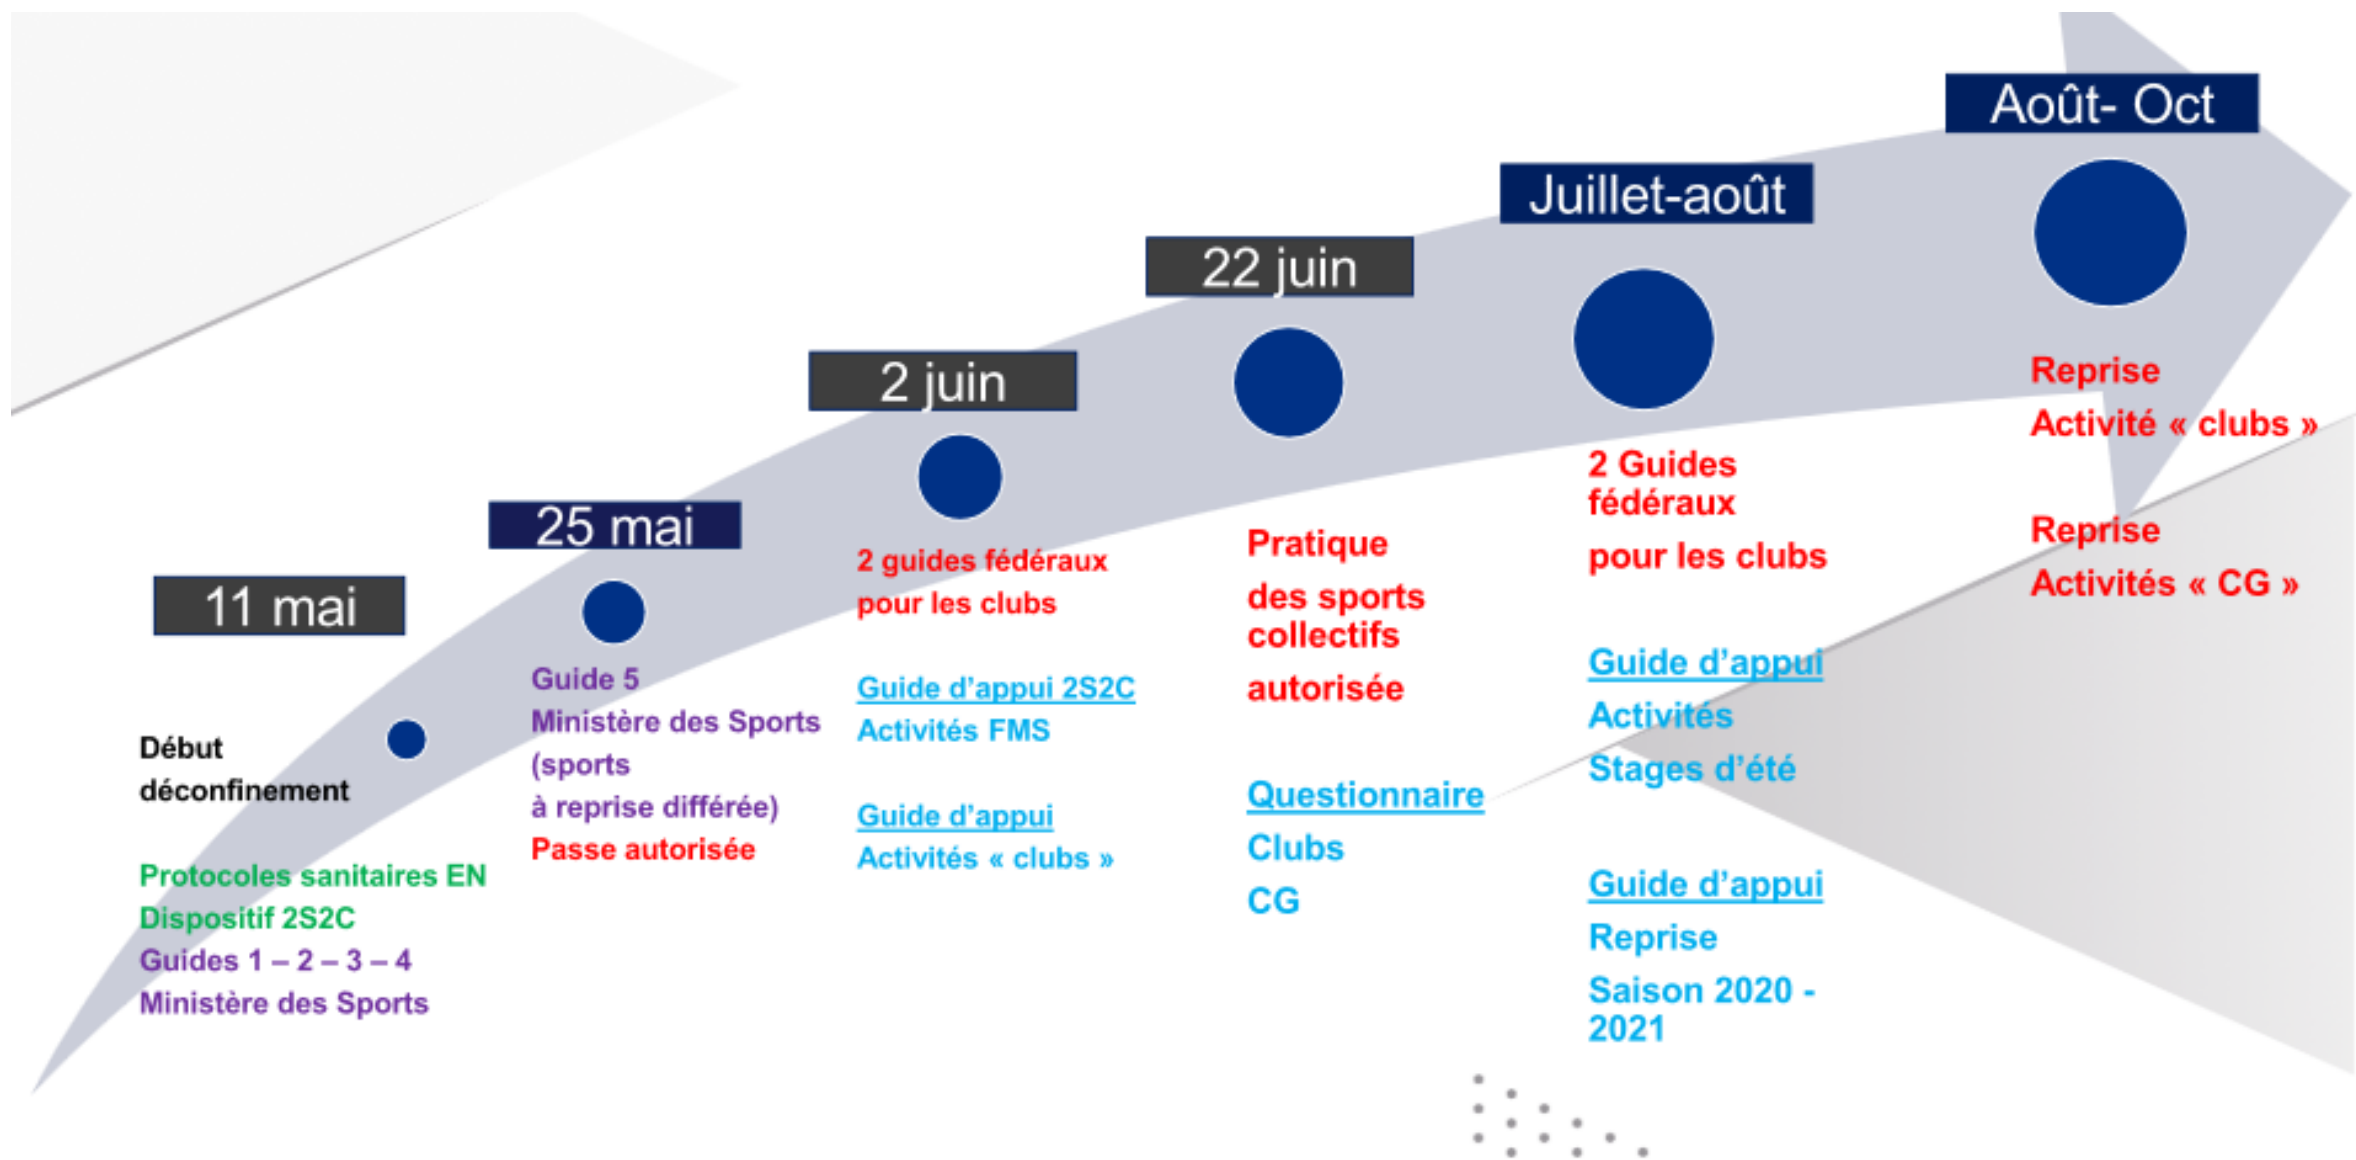 11 mai
Début
déconfinement
Protocoles sanitaires EN
Dispositif 2S2C
Guides 1 – 2 – 3 – 4
Ministère des Sports
25 mai
Guide 5
Ministère des Sports
(sports
à reprise différée)
Passe autorisée
2 juin
2 guides fédéraux
pour les clubs
Guide d’appui 2S2C
Activités FMS
Guide d’appui
Activités « clubs »
22 juin
Pratique
des sports
collectifs
autorisée
Questionnaire
Clubs
CG
Juillet-août
2 Guides
fédéraux
pour les clubs
Guide d’appui
Activités
Stages d’été
Guide d’appui
Reprise
Saison 2020 -
2021
Août- Oct
Reprise
Activité « clubs »
Reprise
Activités « CG »